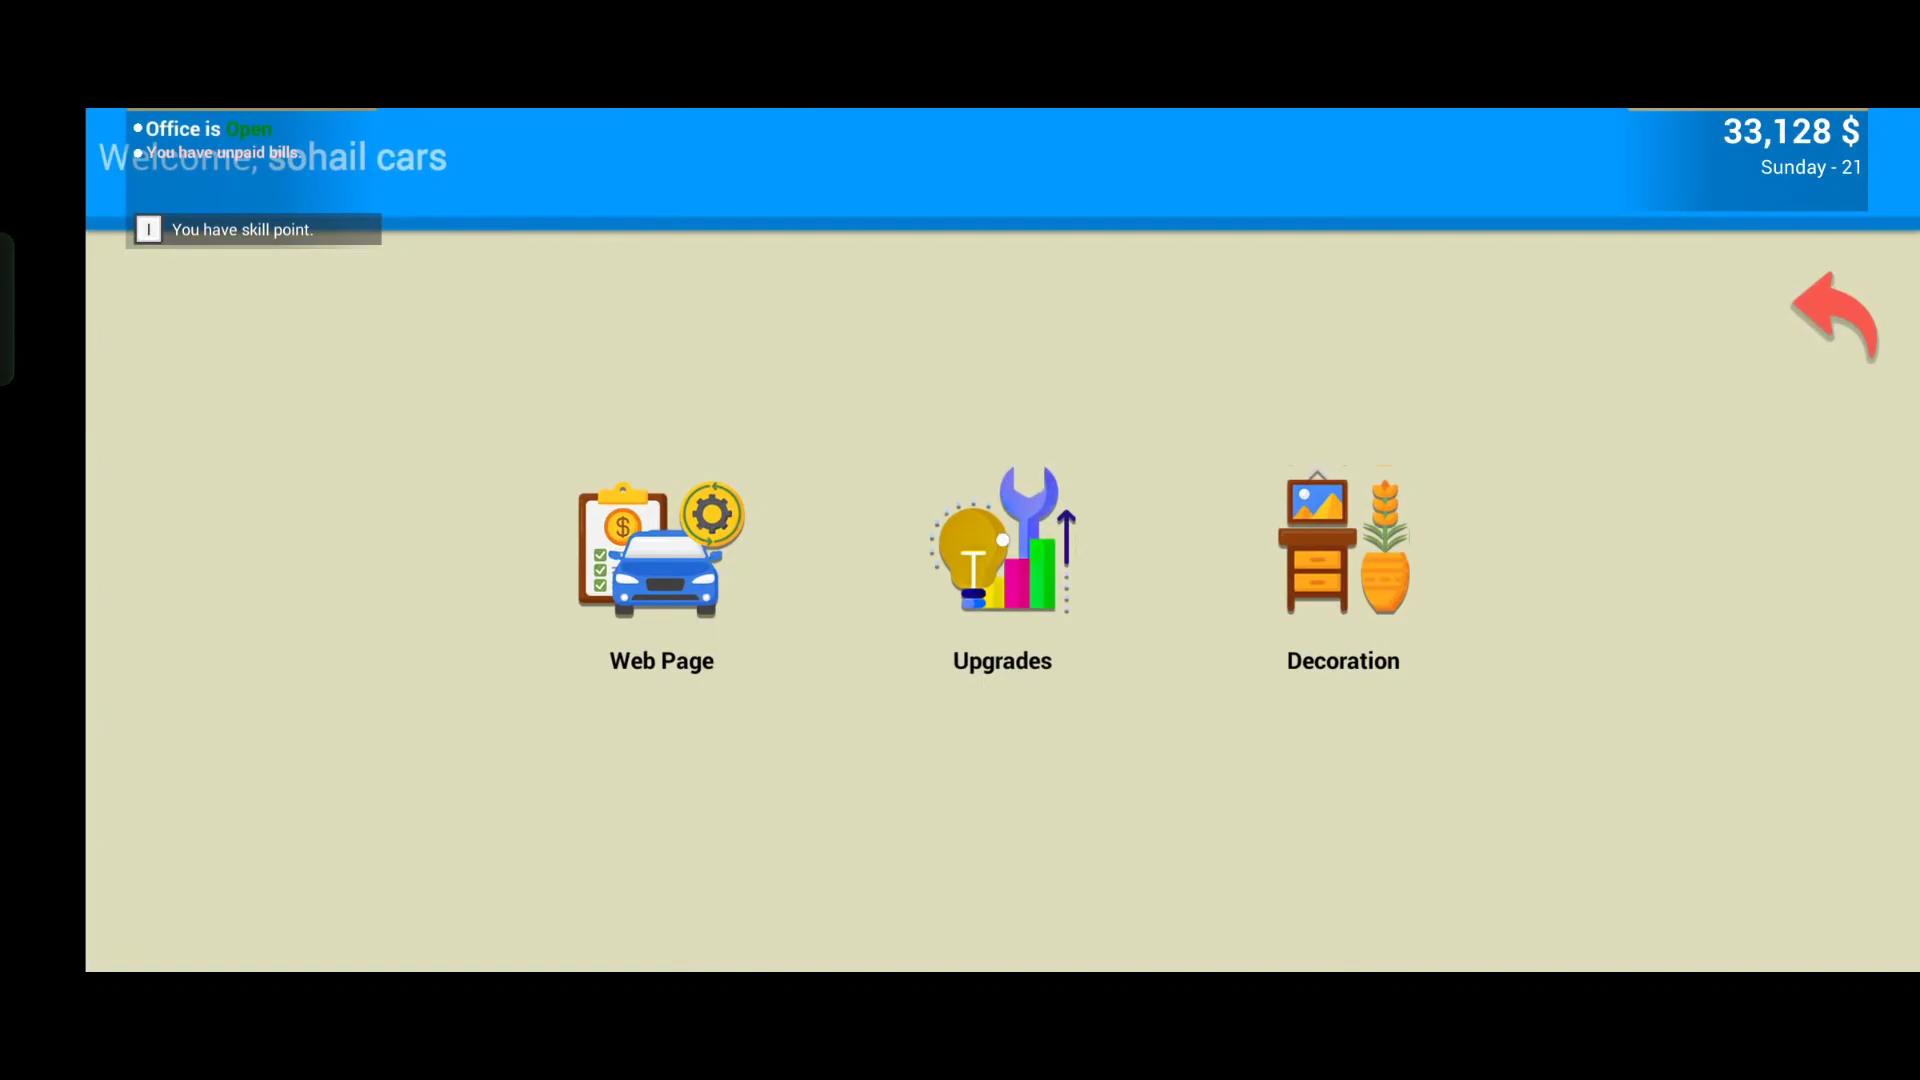 Office is Open
You have unpaid bills.
Welcome, sohail cars
I You have skill point.
33,128 $
Sunday - 21
Web Page
Upgrades
Decoration